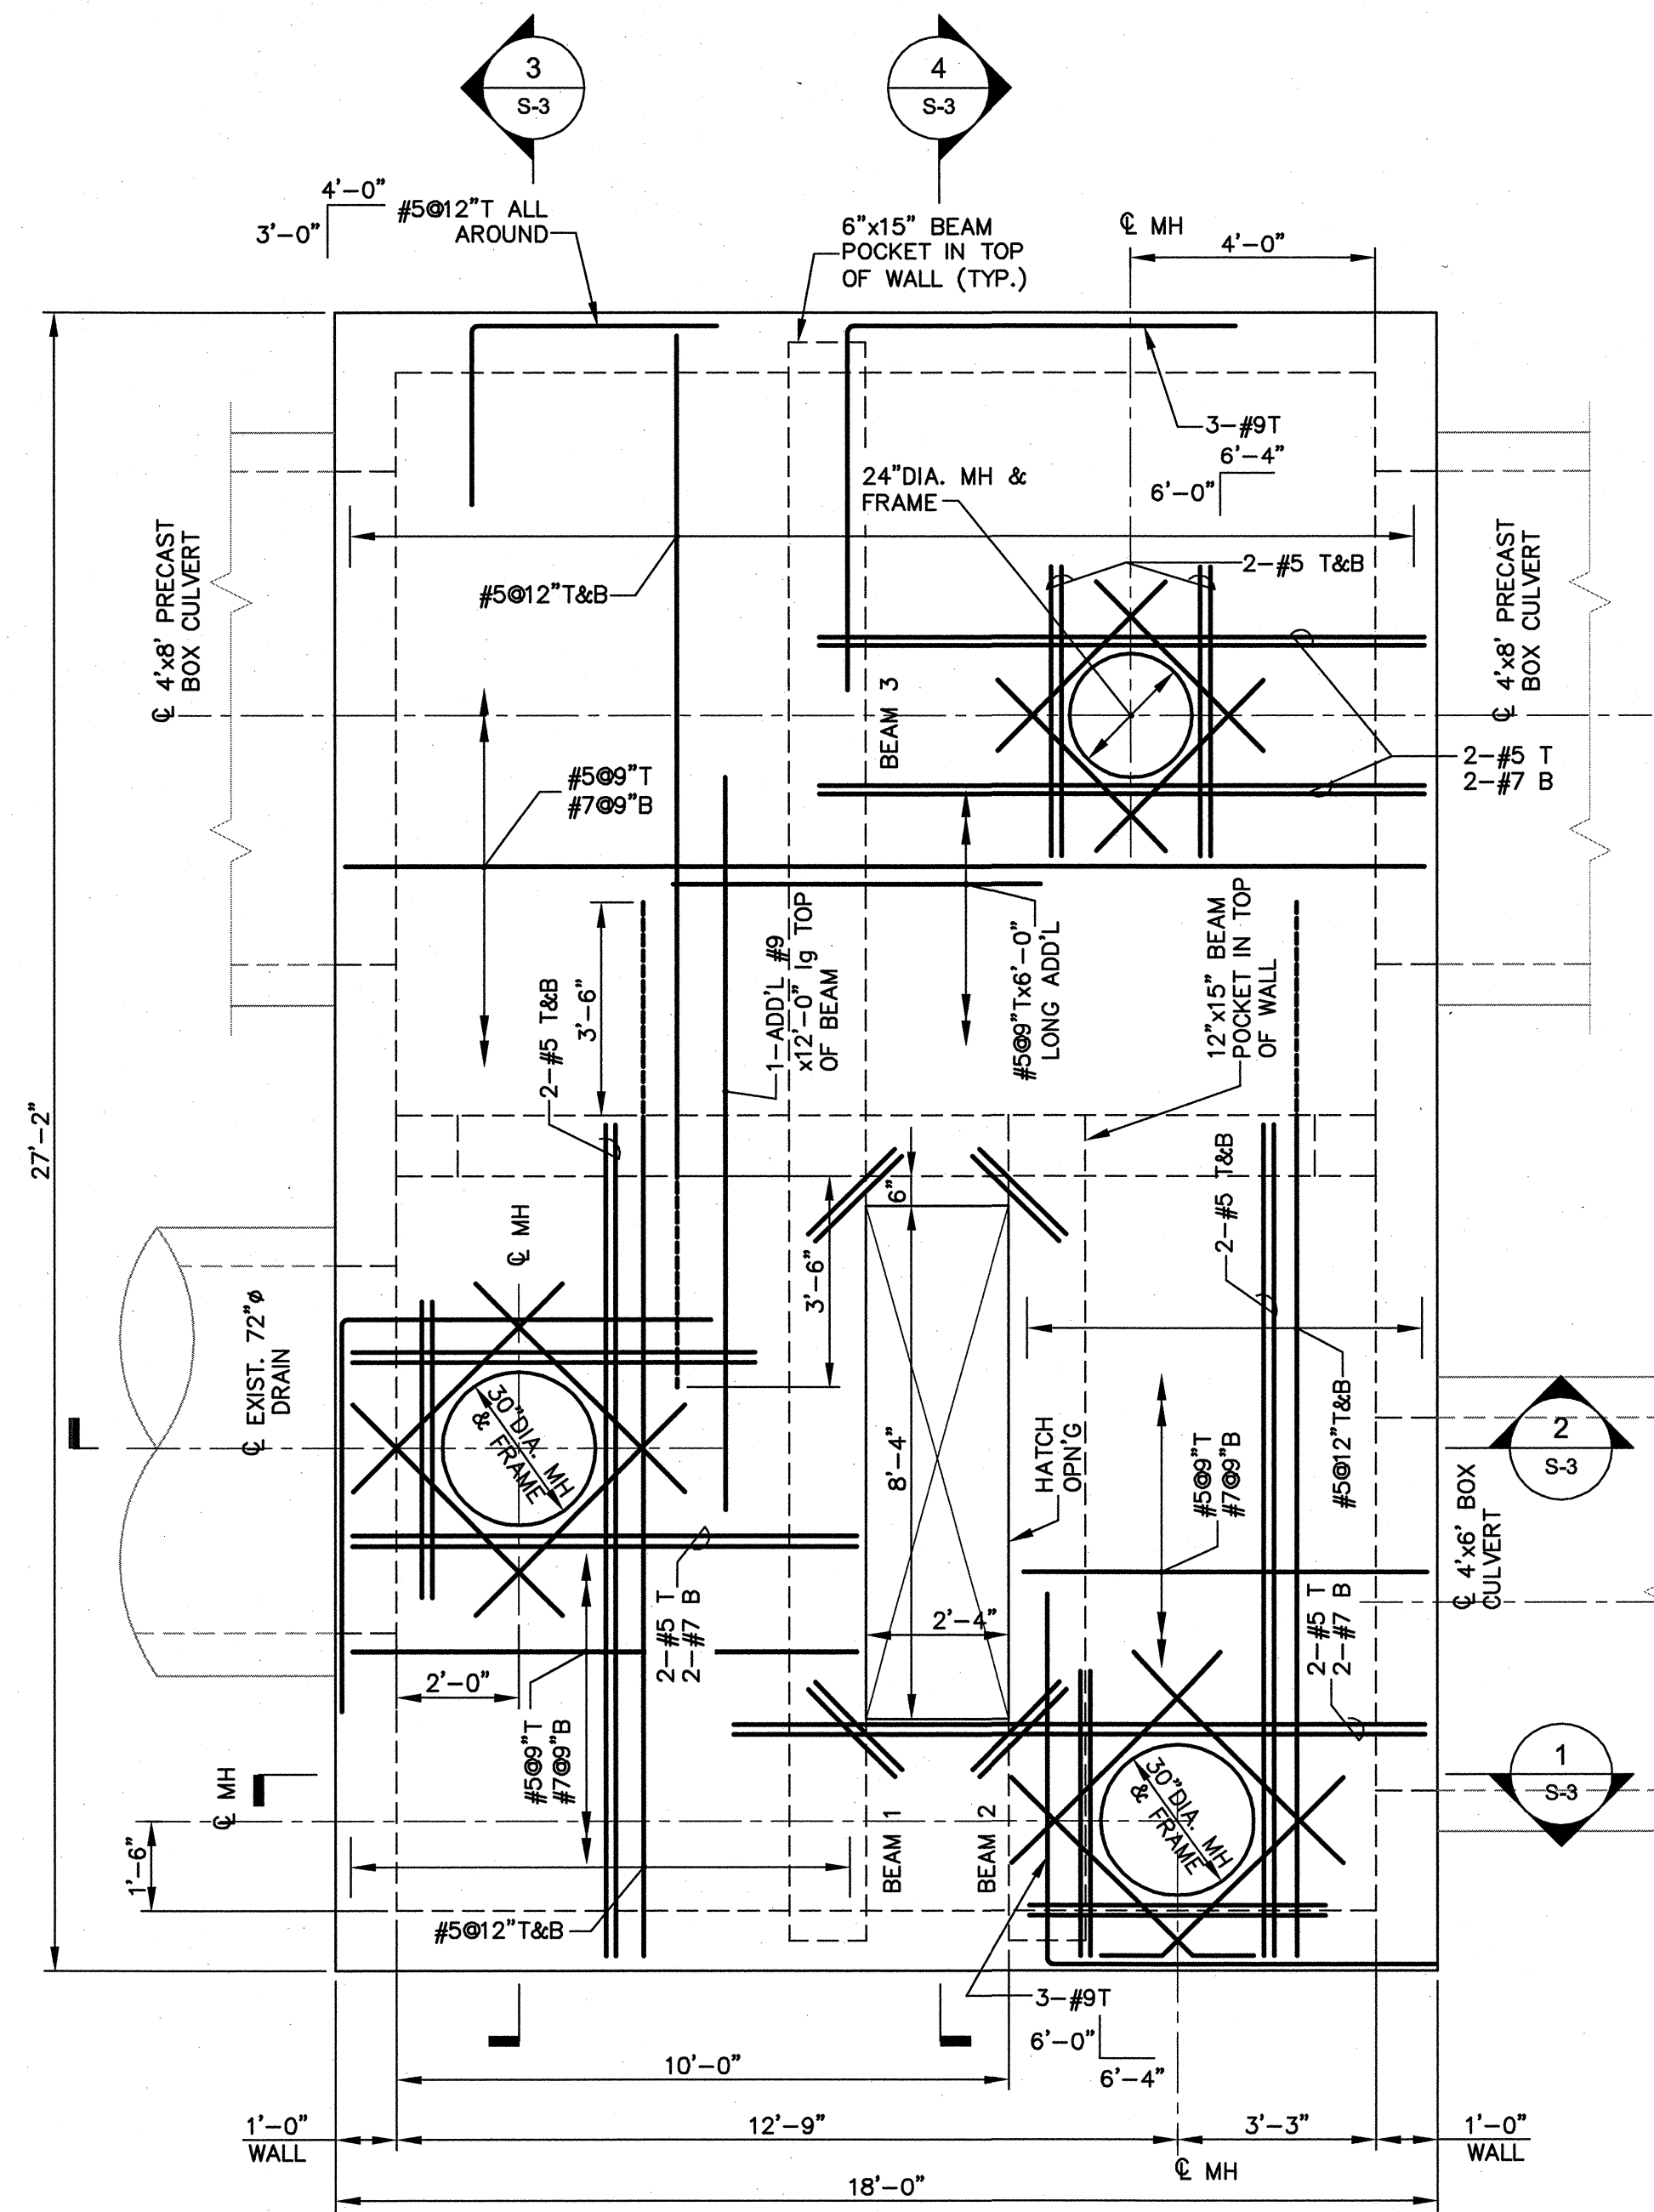 3
S-3
4
S-3
4'-0"
3'-0"
#5@12"T ALL
AROUND
6"x15" BEAM
POCKET IN TOP
OF WALL (TYP.)
℄ MH
4'-0"
3-#9T
6'-4"
6'-0"
24"DIA. MH &
FRAME
℄ 4'x8' PRECAST
BOX CULVERT
#5@12"T&B
2-#5 T&B
℄ 4'x8' PRECAST
BOX CULVERT
BEAM 3
#5@9"T
#7@9"B
2-#5 T
2-#7 B
27'-2"
2-#5 T&B
3'-6"
1-ADD'L #9
x12'-0" lg TOP
OF BEAM
#5@9"Tx6'-0"
LONG ADD'L
12"x15" BEAM
POCKET IN TOP
OF WALL
℄ MH
6"
3'-6"
2-#5 T&B
℄ EXIST. 72"ø
DRAIN
30"DIA. MH
& FRAME
8'-4"
HATCH
OPN'G
#5@9"T
#7@9"B
#5@12"T&B
2
S-3
℄ 4'x6' BOX
CULVERT
2-#5 T
2-#7 B
2'-4"
2-#5 T
2-#7 B
2'-0"
#5@9"T
#7@9"B
℄ MH
1'-6"
BEAM 1
BEAM 2
30"DIA. MH
& FRAME
1
S-3
#5@12"T&B
3-#9T
6'-0"
6'-4"
10'-0"
1'-0"
WALL
12'-9"
3'-3"
1'-0"
WALL
℄ MH
18'-0"